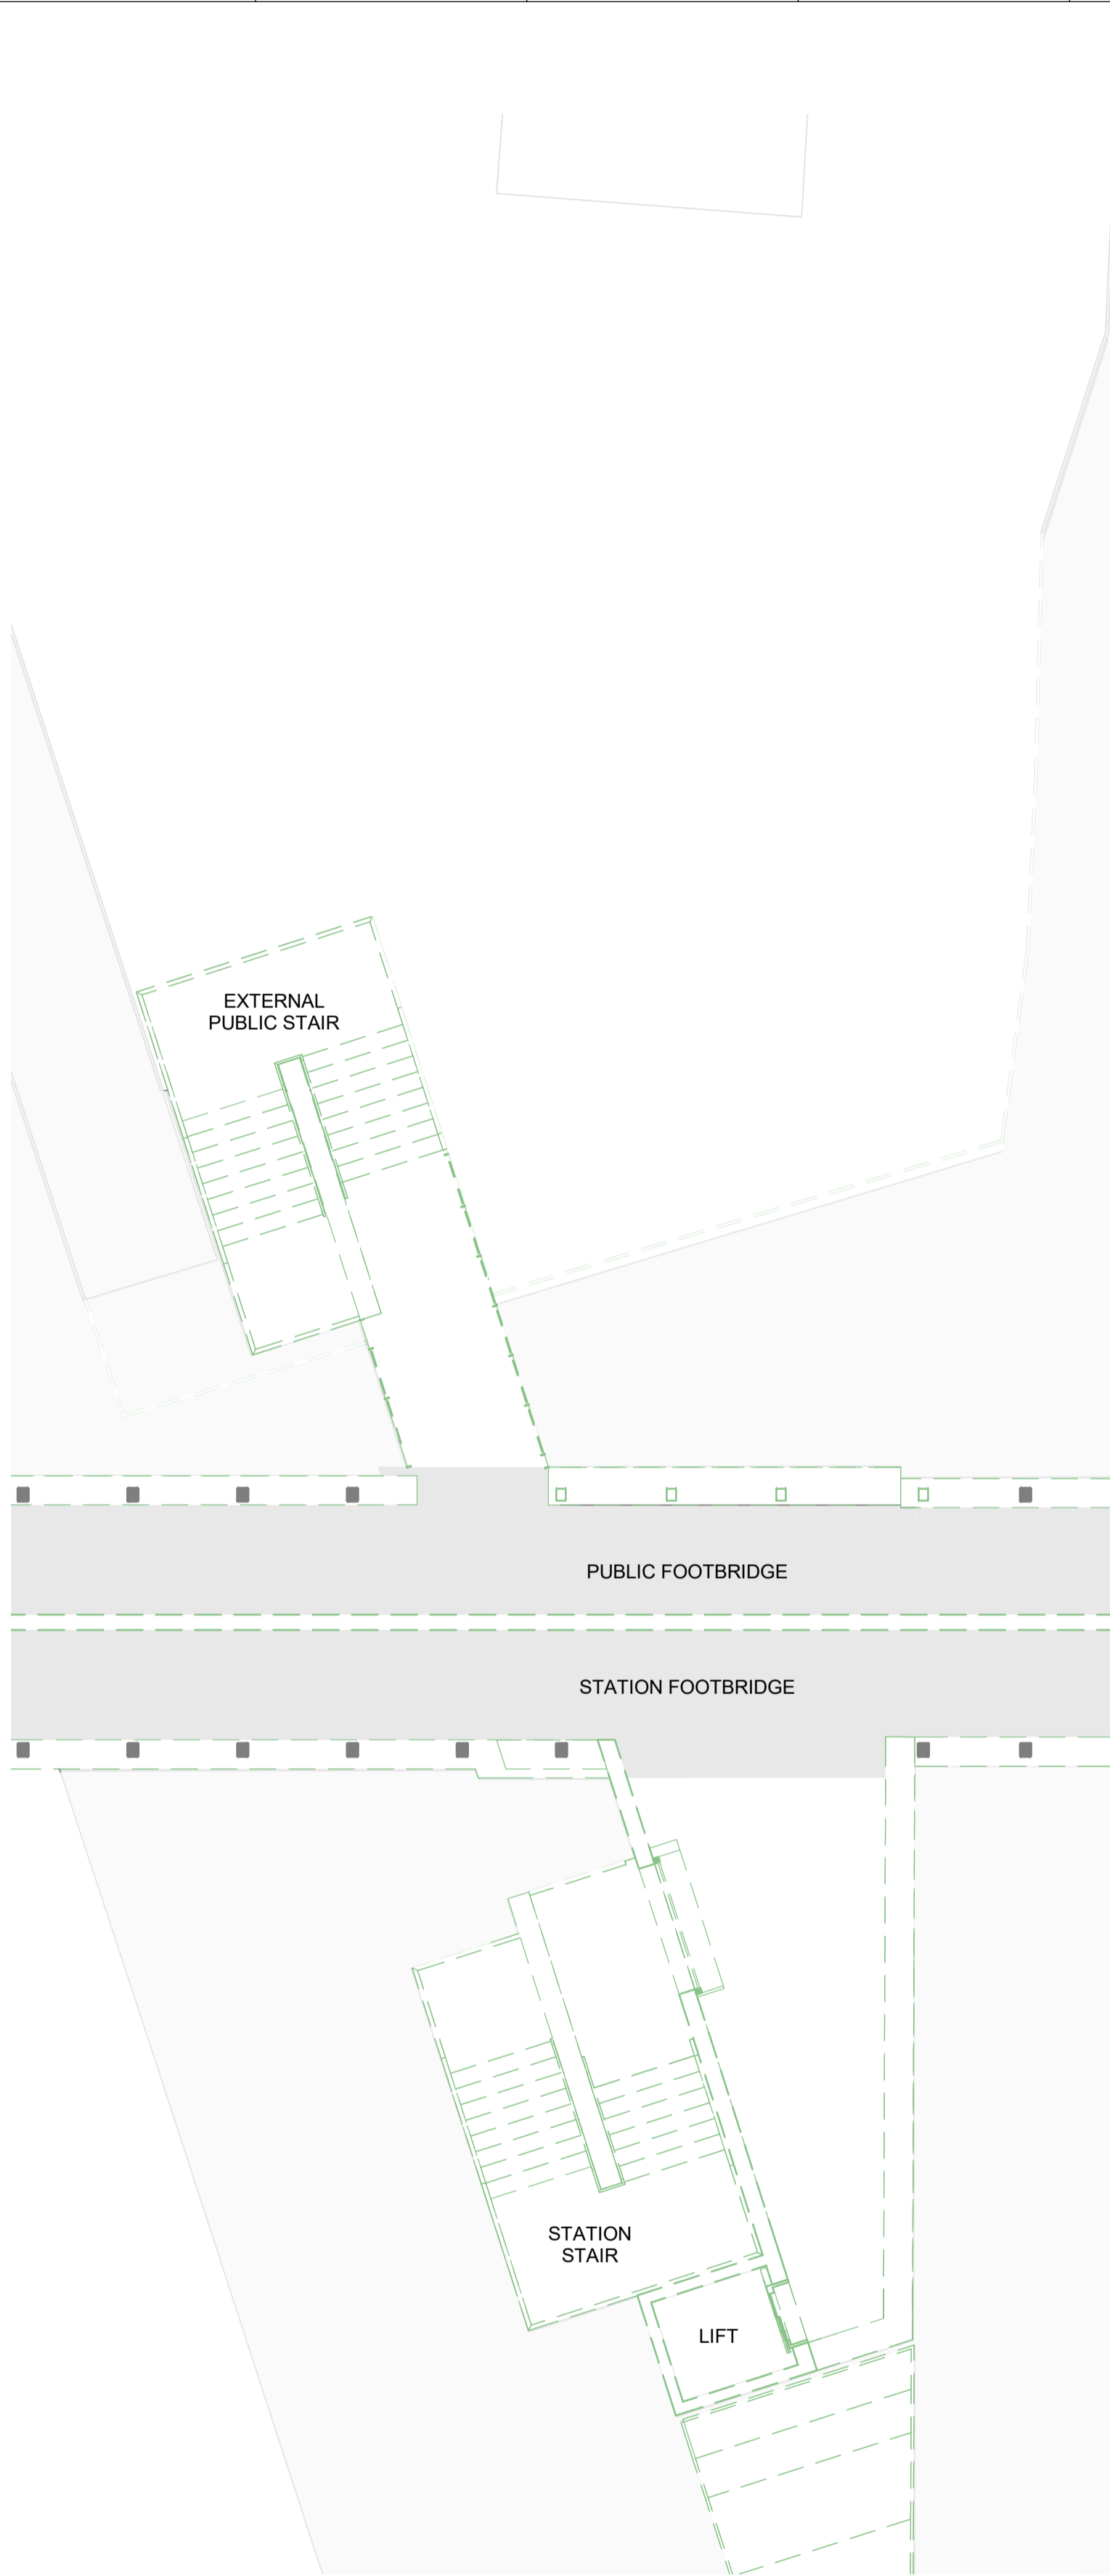 EXTERNAL
PUBLIC STAIR
PUBLIC FOOTBRIDGE
STATION FOOTBRIDGE
STATION
STAIR
LIFT